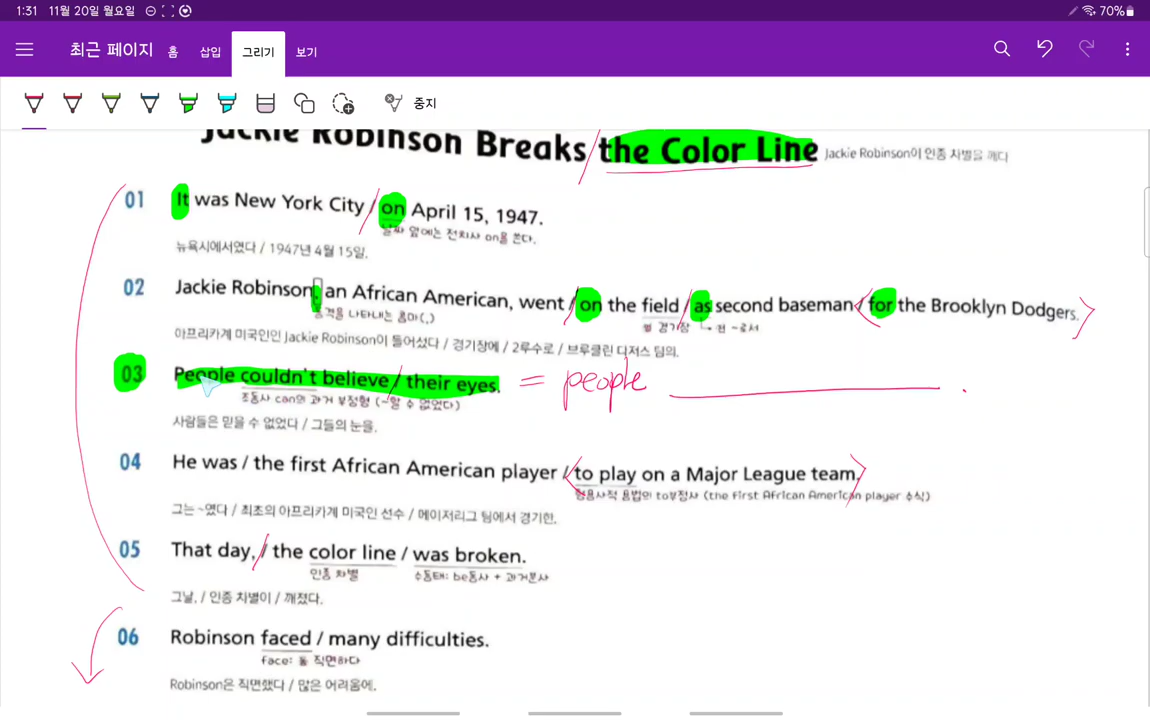 1:31 11월 20일 월요일 70%
최근 페이지 홈 삽입 그리기 보기
중지
Jackie Robinson Breaks / the Color Line Jackie Robinson이 인종 차별을 깨다
01 It was New York City / on April 15, 1947.
날짜 앞에는 전치사 on을 쓴다.
뉴욕시에서였다 / 1947년 4월 15일.
02 Jackie Robinson, an African American, went / on the field / as second baseman / for the Brooklyn Dodgers.
동격을 나타내는 콤마(,) 명 경기장 전 ~로서
아프리카계 미국인인 Jackie Robinson이 들어섰다 / 경기장에 / 2루수로 / 브루클린 다저스 팀의.
03 People couldn't believe / their eyes. = people ________ .
조동사 can의 과거 부정형 (~할 수 없었다)
사람들은 믿을 수 없었다 / 그들의 눈을.
04 He was / the first African American player / to play on a Major League team.
형용사적 용법의 to부정사 (the first African American player 수식)
그는 ~였다 / 최초의 아프리카계 미국인 선수 / 메이저리그 팀에서 경기한.
05 That day, / the color line / was broken.
인종 차별 수동태: be동사 + 과거분사
그날, / 인종 차별이 / 깨졌다.
06 Robinson faced / many difficulties.
face: 동 직면하다
Robinson은 직면했다 / 많은 어려움에.